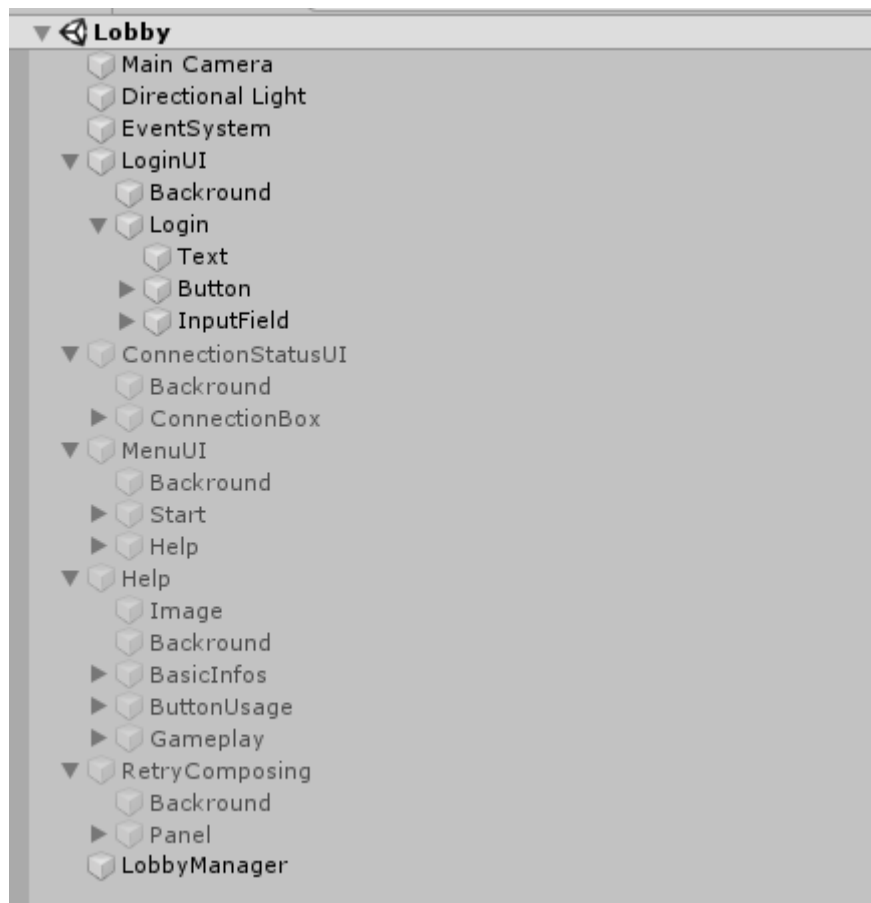 Lobby
Main Camera
Directional Light
EventSystem
LoginUI
Backround
Login
Text
Button
InputField
ConnectionStatusUI
Backround
ConnectionBox
MenuUI
Backround
Start
Help
Help
Image
Backround
BasicInfos
ButtonUsage
Gameplay
RetryComposing
Backround
Panel
LobbyManager